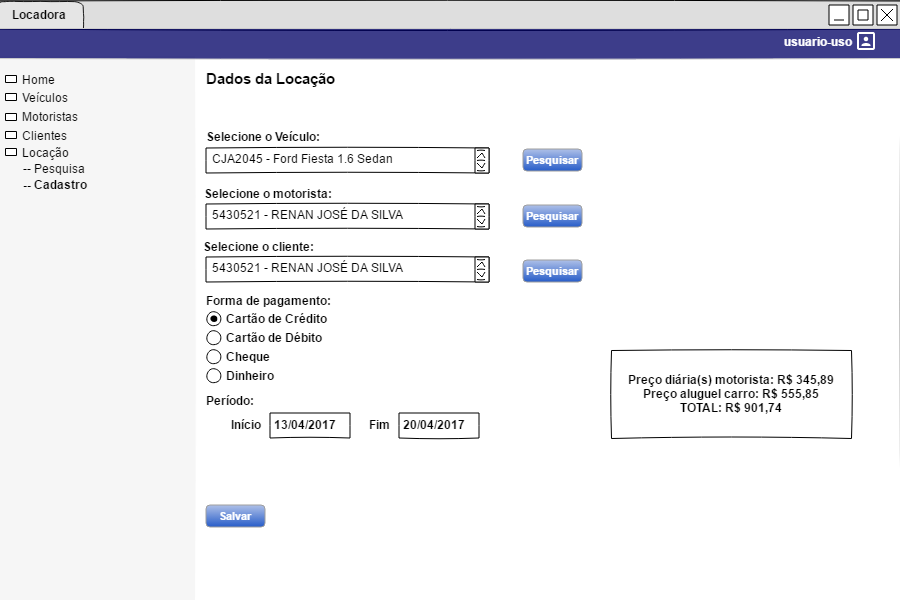 Locadora
usuario-uso
Home
Veículos
Motoristas
Clientes
Locação
-- Pesquisa
-- Cadastro
Dados da Locação
Selecione o Veículo:
CJA2045 - Ford Fiesta 1.6 Sedan
Pesquisar
Selecione o motorista:
5430521 - RENAN JOSÉ DA SILVA
Pesquisar
Selecione o cliente:
5430521 - RENAN JOSÉ DA SILVA
Pesquisar
Forma de pagamento:
Cartão de Crédito
Cartão de Débito
Cheque
Dinheiro
Período:
Início 13/04/2017 Fim 20/04/2017
Preço diária(s) motorista: R$ 345,89
Preço aluguel carro: R$ 555,85
TOTAL: R$ 901,74
Salvar